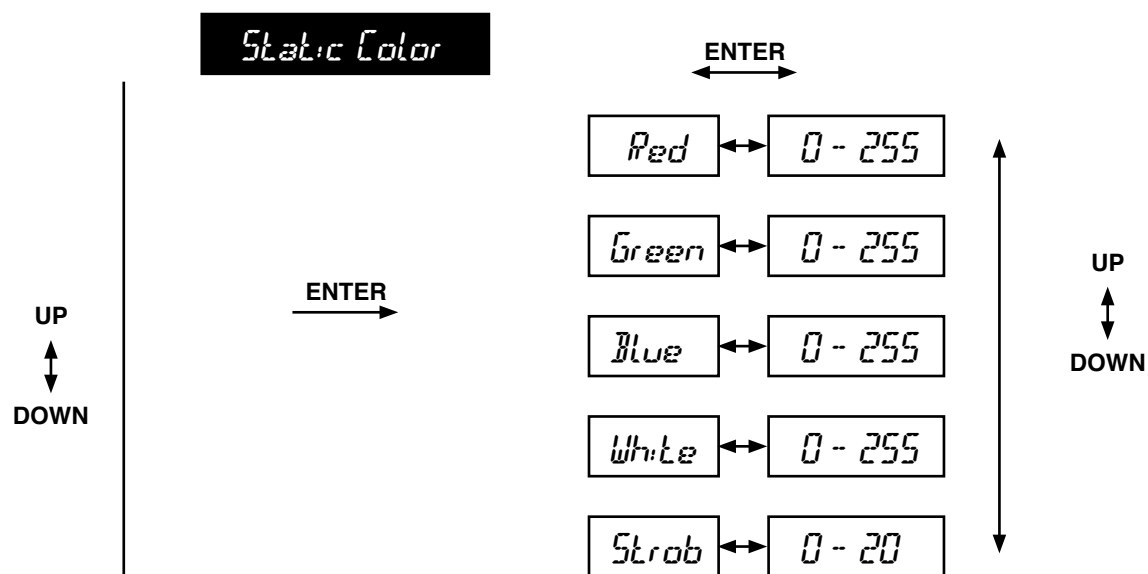 Static Color
ENTER
Red 0 - 255
Green 0 - 255
ENTER
UP
UP
Blue 0 - 255
DOWN
DOWN
White 0 - 255
Strob 0 - 20